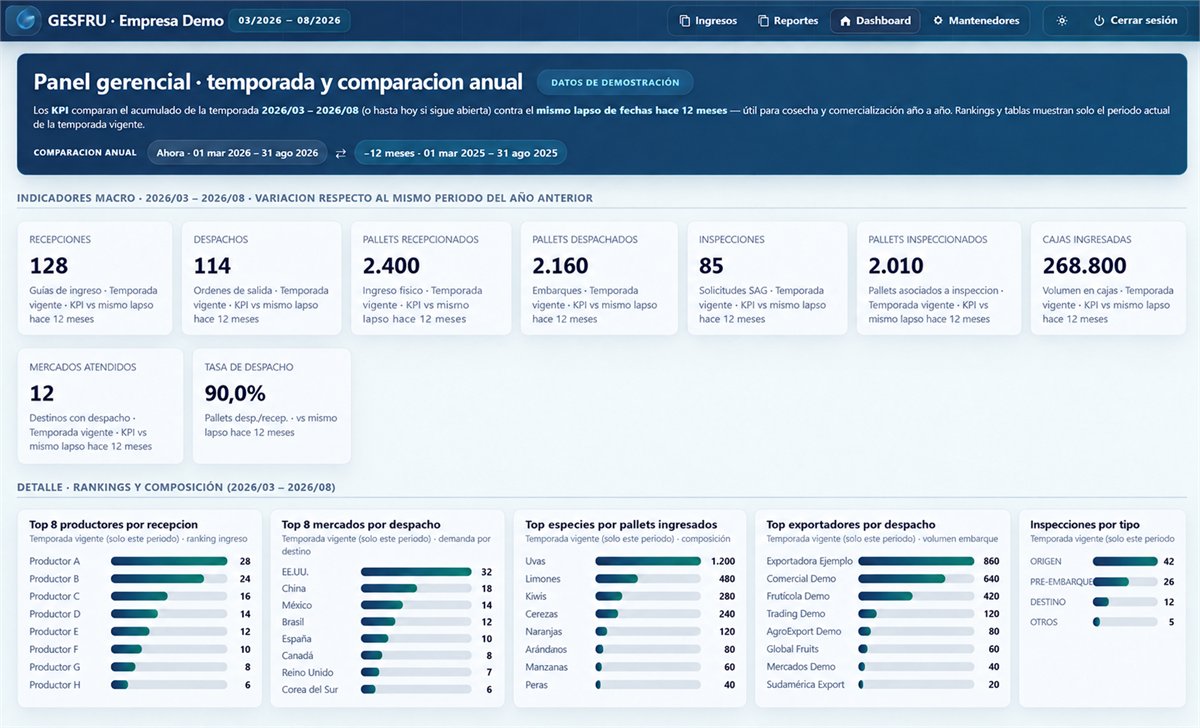 GESFRU · Empresa Demo
03/2026 – 08/2026
Ingresos
Reportes
Dashboard
Mantenedores
Cerrar sesión
Panel gerencial · temporada y comparacion anual
DATOS DE DEMOSTRACIÓN
Los KPI comparan el acumulado de la temporada 2026/03 – 2026/08 (o hasta hoy si sigue abierta) contra el mismo lapso de fechas hace 12 meses — útil para cosecha y comercialización año a año. Rankings y tablas muestran solo el periodo actual
de la temporada vigente.
COMPARACION ANUAL
Ahora · 01 mar 2026 – 31 ago 2026
⇄
–12 meses · 01 mar 2025 – 31 ago 2025
INDICADORES MACRO · 2026/03 – 2026/08 · VARIACION RESPECTO AL MISMO PERIODO DEL AÑO ANTERIOR
RECEPCIONES
128
Guías de ingreso · Temporada
vigente · KPI vs mismo lapso
hace 12 meses
DESPACHOS
114
Ordenes de salida · Temporada
vigente · KPI vs mismo lapso
hace 12 meses
PALLETS RECEPCIONADOS
2.400
Ingreso físico · Temporada
vigente · KPI vs mismo
lapso hace 12 meses
PALLETS DESPACHADOS
2.160
Embarques · Temporada
vigente · KPI vs mismo lapso
hace 12 meses
INSPECCIONES
85
Solicitudes SAG · Temporada
vigente · KPI vs mismo lapso
hace 12 meses
PALLETS INSPECCIONADOS
2.010
Pallets asociados a inspeccion ·
Temporada vigente · KPI vs
mismo lapso hace 12 meses
CAJAS INGRESADAS
268.800
Volumen en cajas · Temporada
vigente · KPI vs mismo lapso
hace 12 meses
MERCADOS ATENDIDOS
12
Destinos con despacho ·
Temporada vigente · KPI vs
mismo lapso hace 12 meses
TASA DE DESPACHO
90,0%
Pallets desp./recep. · vs mismo
lapso hace 12 meses
DETALLE · RANKINGS Y COMPOSICIÓN (2026/03 – 2026/08)
Top 8 productores por recepcion
Temporada vigente (solo este periodo) · ranking ingreso
Productor A 28
Productor B 24
Productor C 16
Productor D 14
Productor E 12
Productor F 10
Productor G 8
Productor H 6
Top 8 mercados por despacho
Temporada vigente (solo este periodo) · demanda por
destino
EE.UU. 32
China 18
México 14
Brasil 12
España 10
Canadá 8
Reino Unido 7
Corea del Sur 6
Top especies por pallets ingresados
Temporada vigente (solo este periodo) · composición
Uvas 1.200
Limones 480
Kiwis 280
Cerezas 240
Naranjas 120
Arándanos 80
Manzanas 60
Peras 40
Top exportadores por despacho
Temporada vigente (solo este periodo) · volumen embarque
Exportadora Ejemplo 860
Comercial Demo 640
Frutícola Demo 420
Trading Demo 120
AgroExport Demo 80
Global Fruits 60
Mercados Demo 40
Sudamérica Export 20
Inspecciones por tipo
Temporada vigente (solo este periodo
ORIGEN 42
PRE-EMBARQUE 26
DESTINO 12
OTROS 5